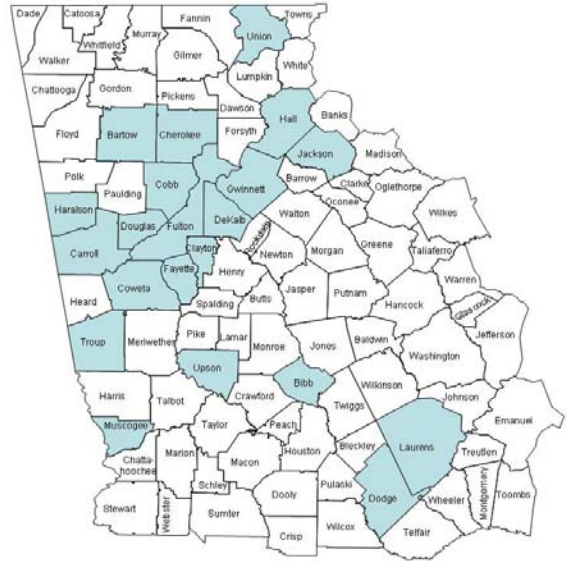 Dade
Catoosa
Fannin
Towns
Union
Murray
Whitfield
Gilmer
Walker
White
Lumpkin
Chattooga
Gordon
Pickens
Dawson
Banks
Hall
Floyd
Bartow
Cherokee
Forsyth
Jackson
Madison
Polk
Cobb
Gwinnett
Barrow
Clarke
Oglethorpe
Paulding
Oconee
Wilkes
Haralson
Douglas
Fulton
DeKalb
Walton
Rockdale
Greene
Taliaferro
Carroll
Clayton
Newton
Morgan
Fayette
Henry
Warren
Coweta
Heard
Spalding
Butts
Jasper
Putnam
Hancock
Glascock
Jefferson
Troup
Meriwether
Pike
Lamar
Monroe
Jones
Baldwin
Washington
Upson
Bibb
Wilkinson
Harris
Talbot
Crawford
Twiggs
Johnson
Emanuel
Muscogee
Taylor
Peach
Houston
Bleckley
Laurens
Treutlen
Chatta-
hoochee
Marion
Macon
Schley
Dooly
Pulaski
Dodge
Wheeler
Montgomery
Toombs
Stewart
Webster
Sumter
Crisp
Wilcox
Telfair